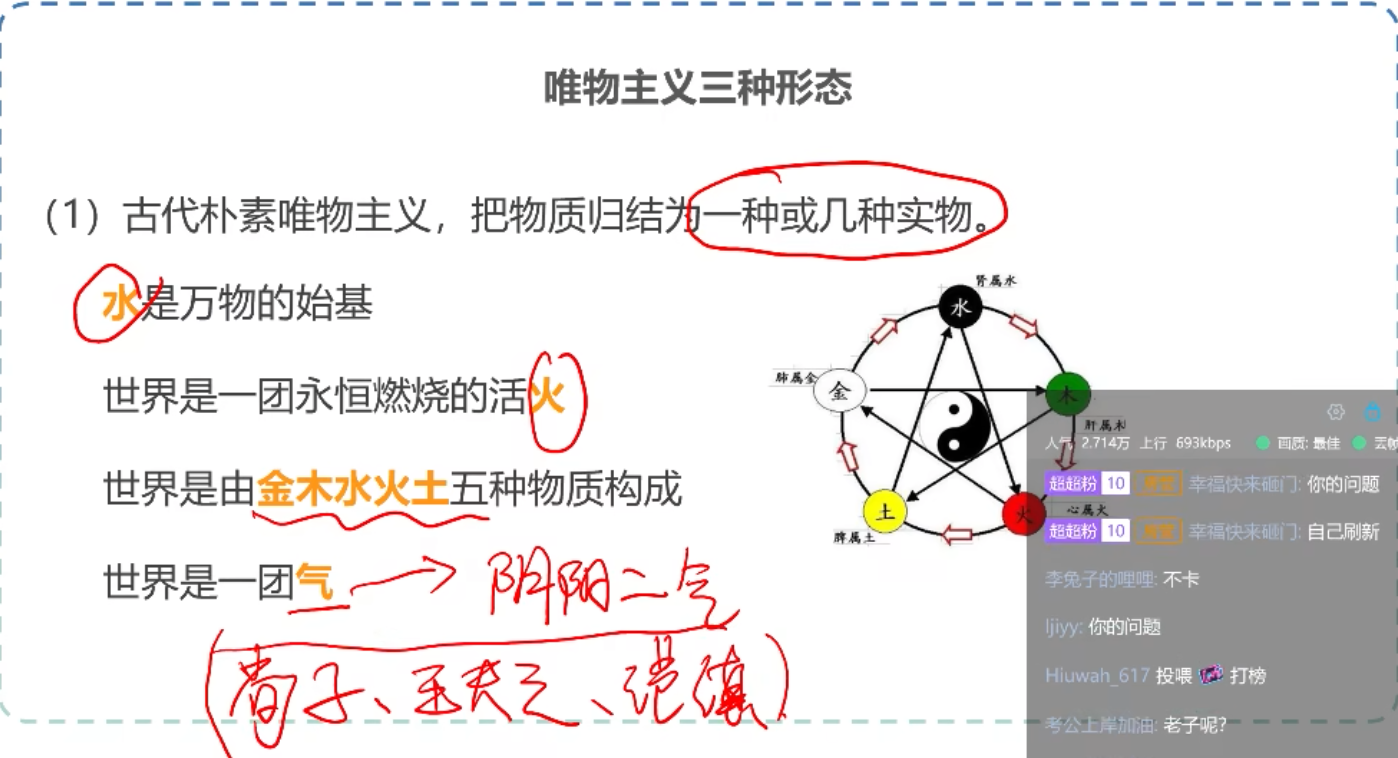 唯物主义三种形态
（1）古代朴素唯物主义，把物质归结为一种或几种实物。
水是万物的始基
世界是一团永恒燃烧的活火
世界是由金木水火土五种物质构成
世界是一团气
阴阳二气
荀子、王夫之、
肾属水
水
肺属金
金
木
肝属木
土
脾属土
火
心属火
人气 2.714万 上行 693kbps 画质: 最佳 丢帧
超超粉 10 幸福快来砸门: 你的问题
超超粉 10 幸福快来砸门: 自己刷新
李兔子的哩哩: 不卡
ljiyy: 你的问题
Hiuwah_617 投喂 打榜
考公上岸加油: 老子呢?